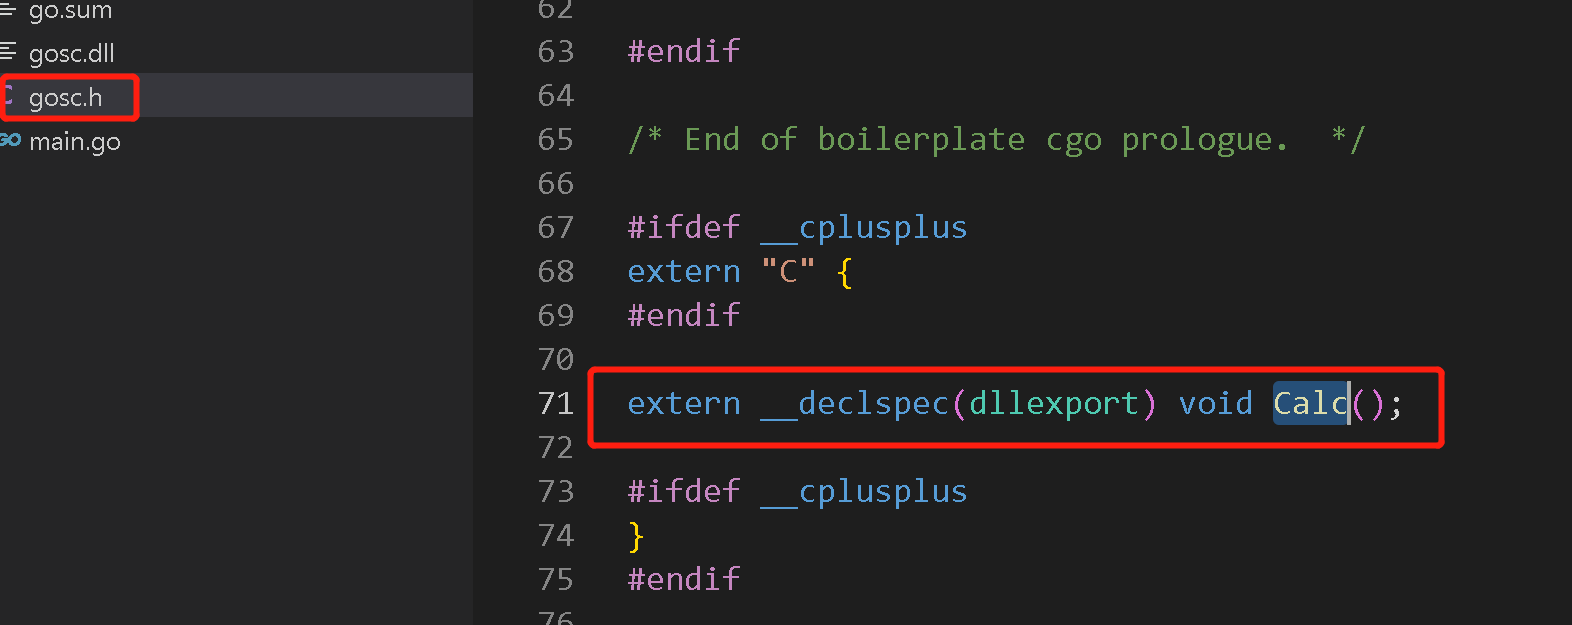 go.sum
gosc.dll
gosc.h
main.go
62
63 #endif
64
65 /* End of boilerplate cgo prologue.  */
66
67 #ifdef __cplusplus
68 extern "C" {
69 #endif
70
71 extern __declspec(dllexport) void Calc();
72
73 #ifdef __cplusplus
74 }
75 #endif
76